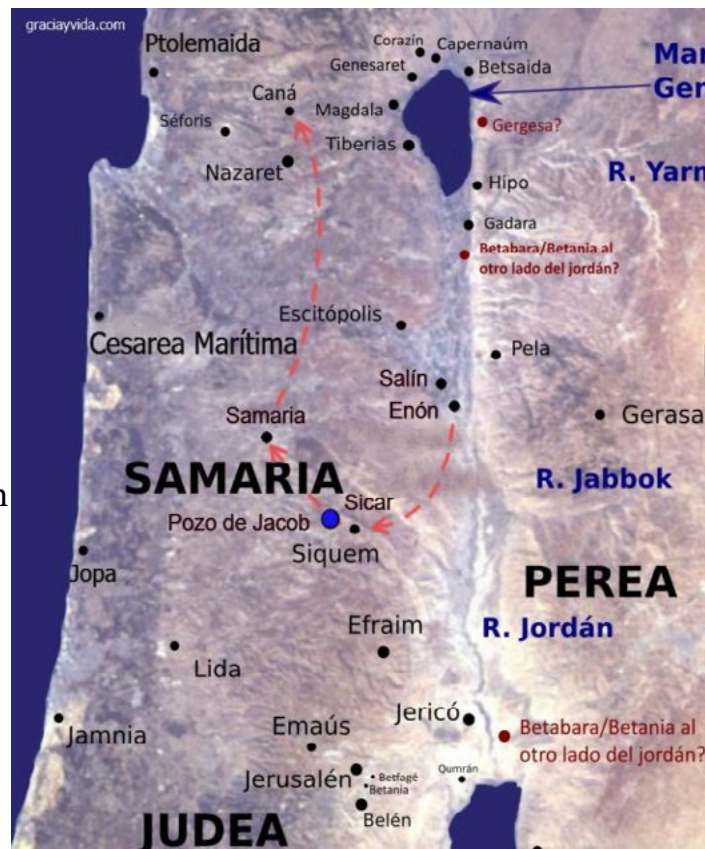 graciayvida.com
Ptolemaida
Corazín
Capernaúm
Genesaret
Betsaida
Mar
Gen
Caná
Magdala
Séforis
Gergesa?
Tiberias
Nazaret
R. Yarm
Hipo
Gadara
Betabara/Betania al
otro lado del jordán?
Escitópolis
Cesarea Marítima
Pela
Salín
Enón
Samaria
Gerasa
SAMARIA
R. Jabbok
n
Sicar
Pozo de Jacob
Siquem
Jopa
PEREA
Efraim
R. Jordán
Lida
Jericó
Jamnia
Emaús
Betabara/Betania al
otro lado del jordán?
Jerusalén
Betfagé
Betania
Qumrán
Belén
JUDEA